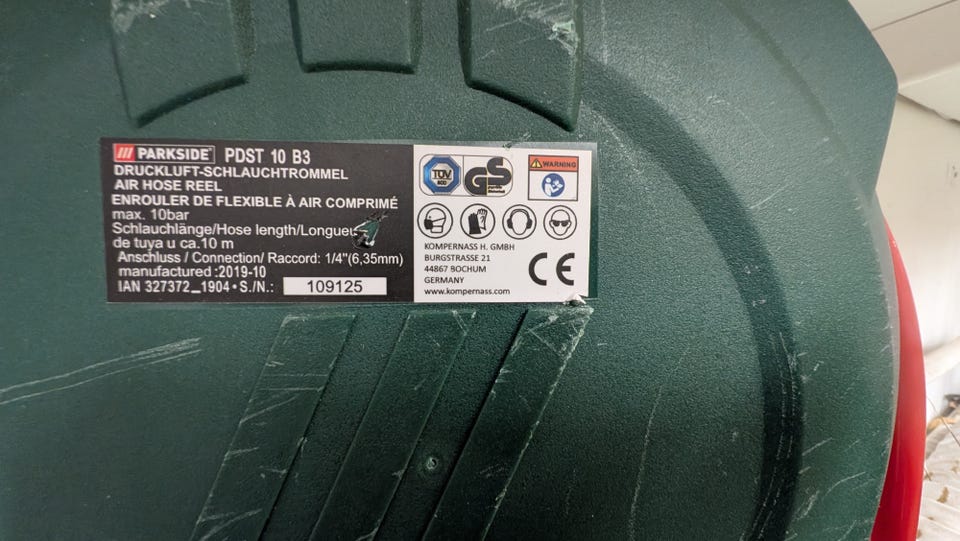 PARKSIDE PDST 10 B3
DRUCKLUFT-SCHLAUCHTROMMEL
AIR HOSE REEL
ENROULER DE FLEXIBLE À AIR COMPRIMÉ
max. 10bar
Schlauchlänge/Hose length/Longueu
de tuya u ca.10 m
Anschluss / Connection/ Raccord: 1/4"(6,35mm)
manufactured :2019-10
IAN 327372_1904 • S./N.: 109125
TÜV
SÜD
GS
WARNING
KOMPERNASS H. GMBH
BURGSTRASSE 21
44867 BOCHUM
GERMANY
www.kompernass.com
CE